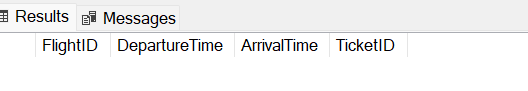 Results Messages
FlightID DepartureTime ArrivalTime TicketID